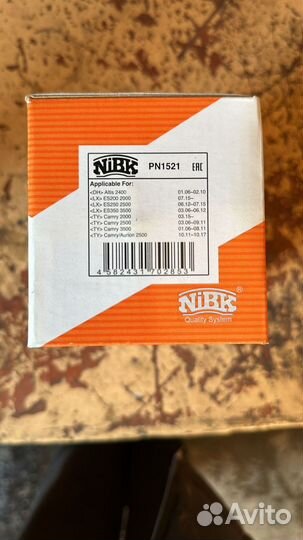 NiBK PN1521 EAC
Applicable For:
<DH> Altis 2400 01.06–02.10
<LX> ES200 2000 07.15–
<LX> ES250 2500 06.12–07.15
<LX> ES350 3500 03.06–06.12
<TY> Camry 2000 03.15–
<TY> Camry 2500 03.06–09.11
<TY> Camry 3500 01.06–08.11
<TY> Camry/Aurion 2500 10.11–10.17
4 582431 702853
NiBK
®
Quality System
Avito